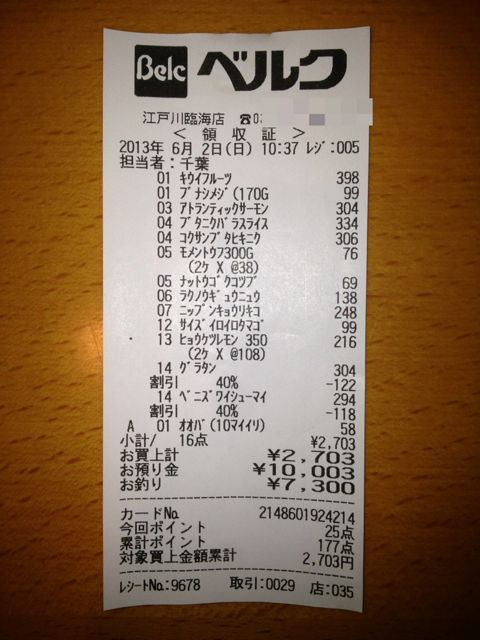 Belc ベルク
江戸川臨海店 ☎0
< 領収証 >
2013年 6月 2日(日) 10:37 レジ:005
担当者:千葉
01 キウイフルーツ 398
01 ブナシメジ(170G 99
03 アトランティックサーモン 304
04 ブタニクバラスライス 334
04 コクサンブタヒキニク 306
05 モメントウフ300G 76
(2ケ X @38)
05 ナットウゴクコツブ 69
06 ラクノウギュウニュウ 138
07 ニップンキョウリキコ 248
12 サイズイロイロタマゴ 99
13 ヒョウケツレモン 350 216
(2ケ X @108)
14 グラタン 304
割引 40% -122
14 ベニズワイシューマイ 294
割引 40% -118
A 01 オオバ(10マイイリ) 58
小計/ 16点 ¥2,703
お買上計 ¥2,703
お預り金 ¥10,003
お釣り ¥7,300
カードNo. 2148601924214
今回ポイント 25点
累計ポイント 177点
対象買上金額累計 2,703円
レシートNo.:9678 取引:0029 店:035